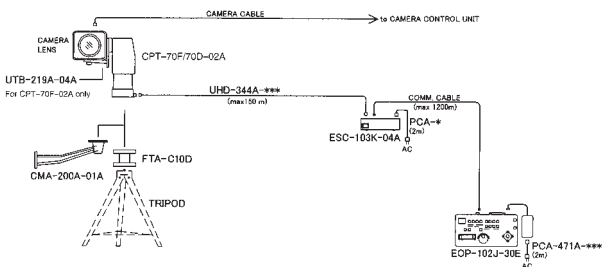 CAMERA CABLE
to CAMERA CONTROL UNIT
CAMERA
LENS
CPT-70F/70D-02A
UTB-219A-04A
For CPT-70F-02A only
UHD-344A-***
(max150 m)
COMM. CABLE
(max 1200m)
PCA-*
(2m)
ESC-103K-04A
AC
FTA-C10D
CMA-200A-01A
TRIPOD
EOP-102J-30E
PCA-471A-***
(2m)
AC